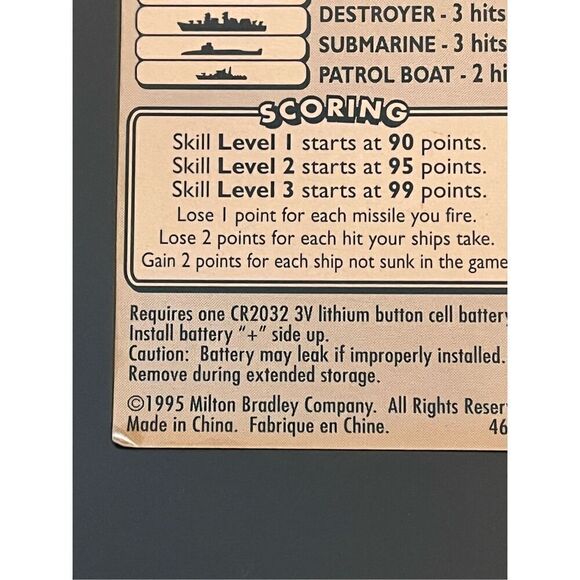 DESTROYER - 3 hits
SUBMARINE - 3 hits
PATROL BOAT - 2 hi
SCORING
Skill Level 1 starts at 90 points.
Skill Level 2 starts at 95 points.
Skill Level 3 starts at 99 points.
Lose 1 point for each missile you fire.
Lose 2 points for each hit your ships take.
Gain 2 points for each ship not sunk in the game
Requires one CR2032 3V lithium button cell battery
Install battery "+" side up.
Caution: Battery may leak if improperly installed.
Remove during extended storage.
©1995 Milton Bradley Company. All Rights Reser
Made in China. Fabrique en Chine. 46